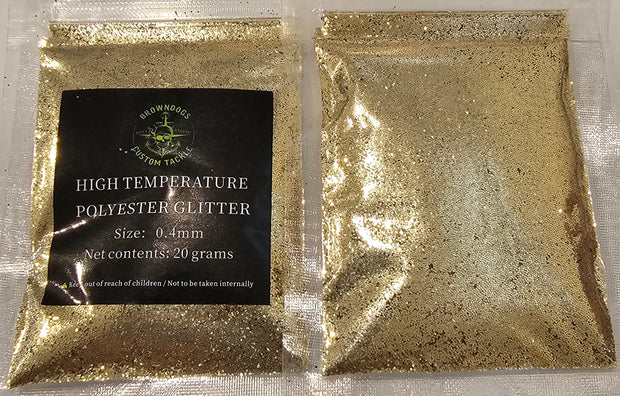 BROWNDOGS
CUSTOM TACKLE
HIGH TEMPERATURE
POLYESTER GLITTER
Size: 0.4mm
Net contents: 20 grams
Keep out of reach of children / Not to be taken internally